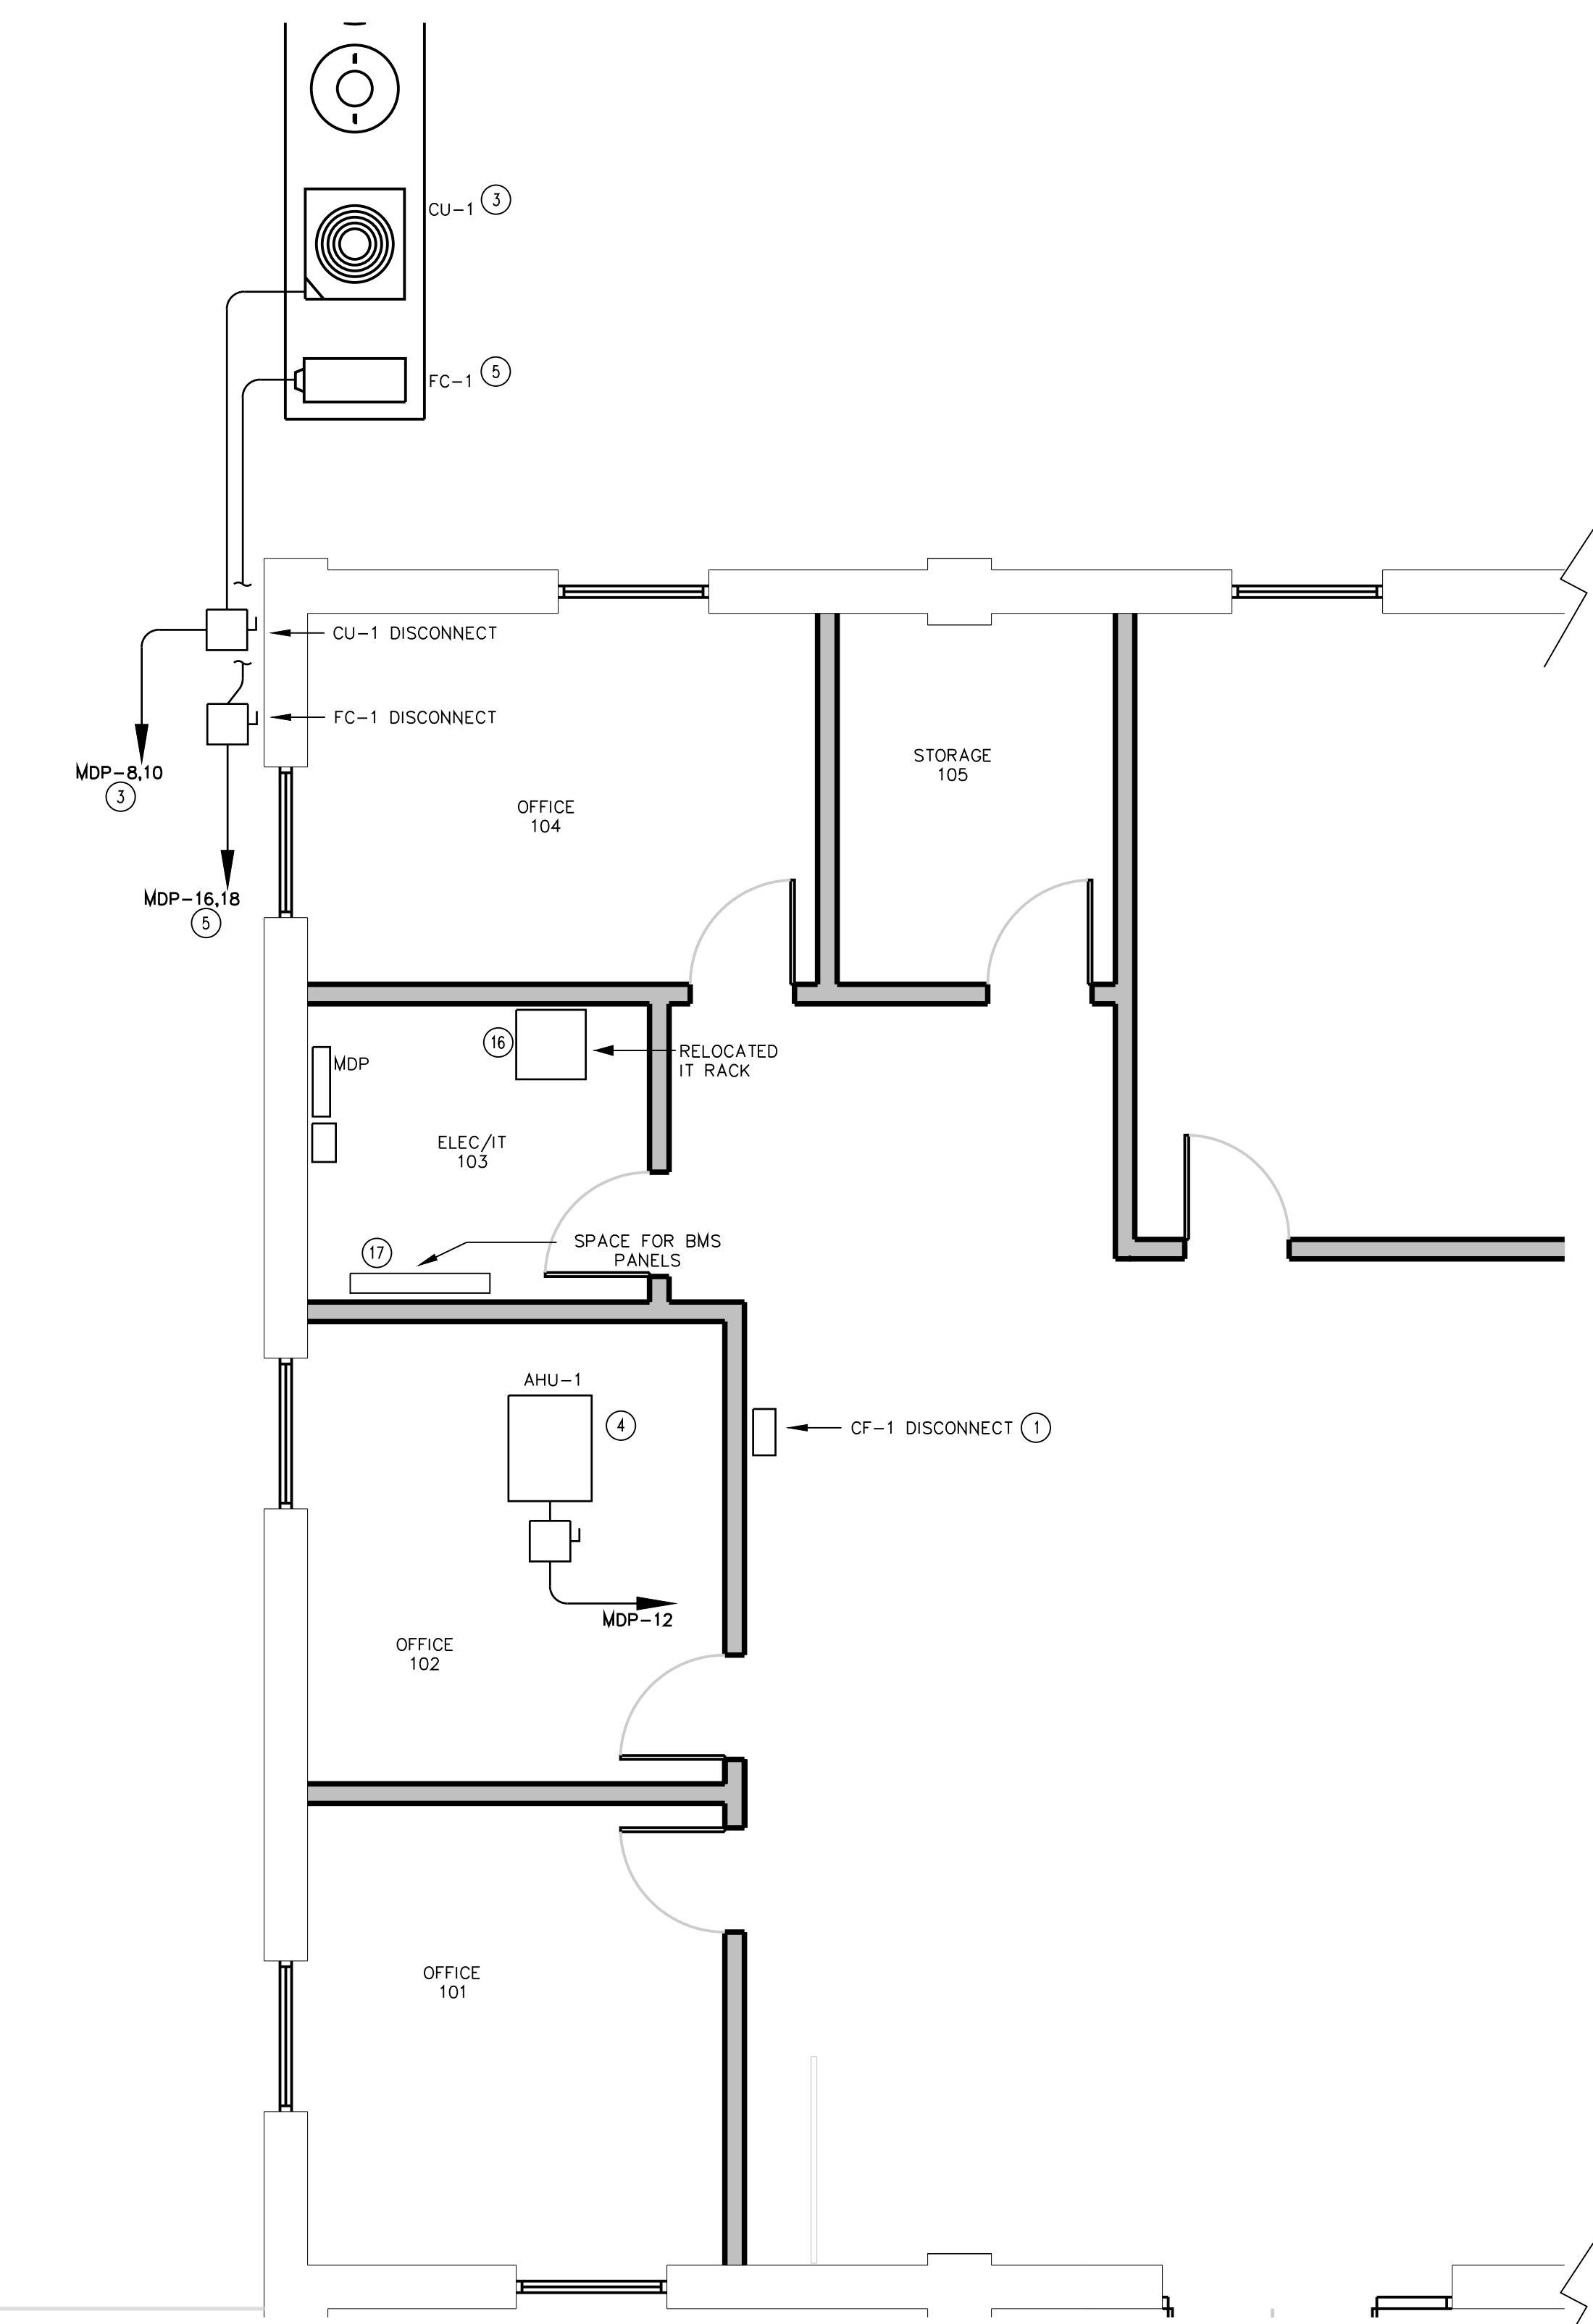 CU-1 3
FC-1 5
CU-1 DISCONNECT
FC-1 DISCONNECT
MDP-8,10
3
MDP-16,18
5
OFFICE
104
STORAGE
105
16
RELOCATED
IT RACK
MDP
ELEC/IT
103
17
SPACE FOR BMS
PANELS
AHU-1
4
CF-1 DISCONNECT 1
MDP-12
OFFICE
102
OFFICE
101